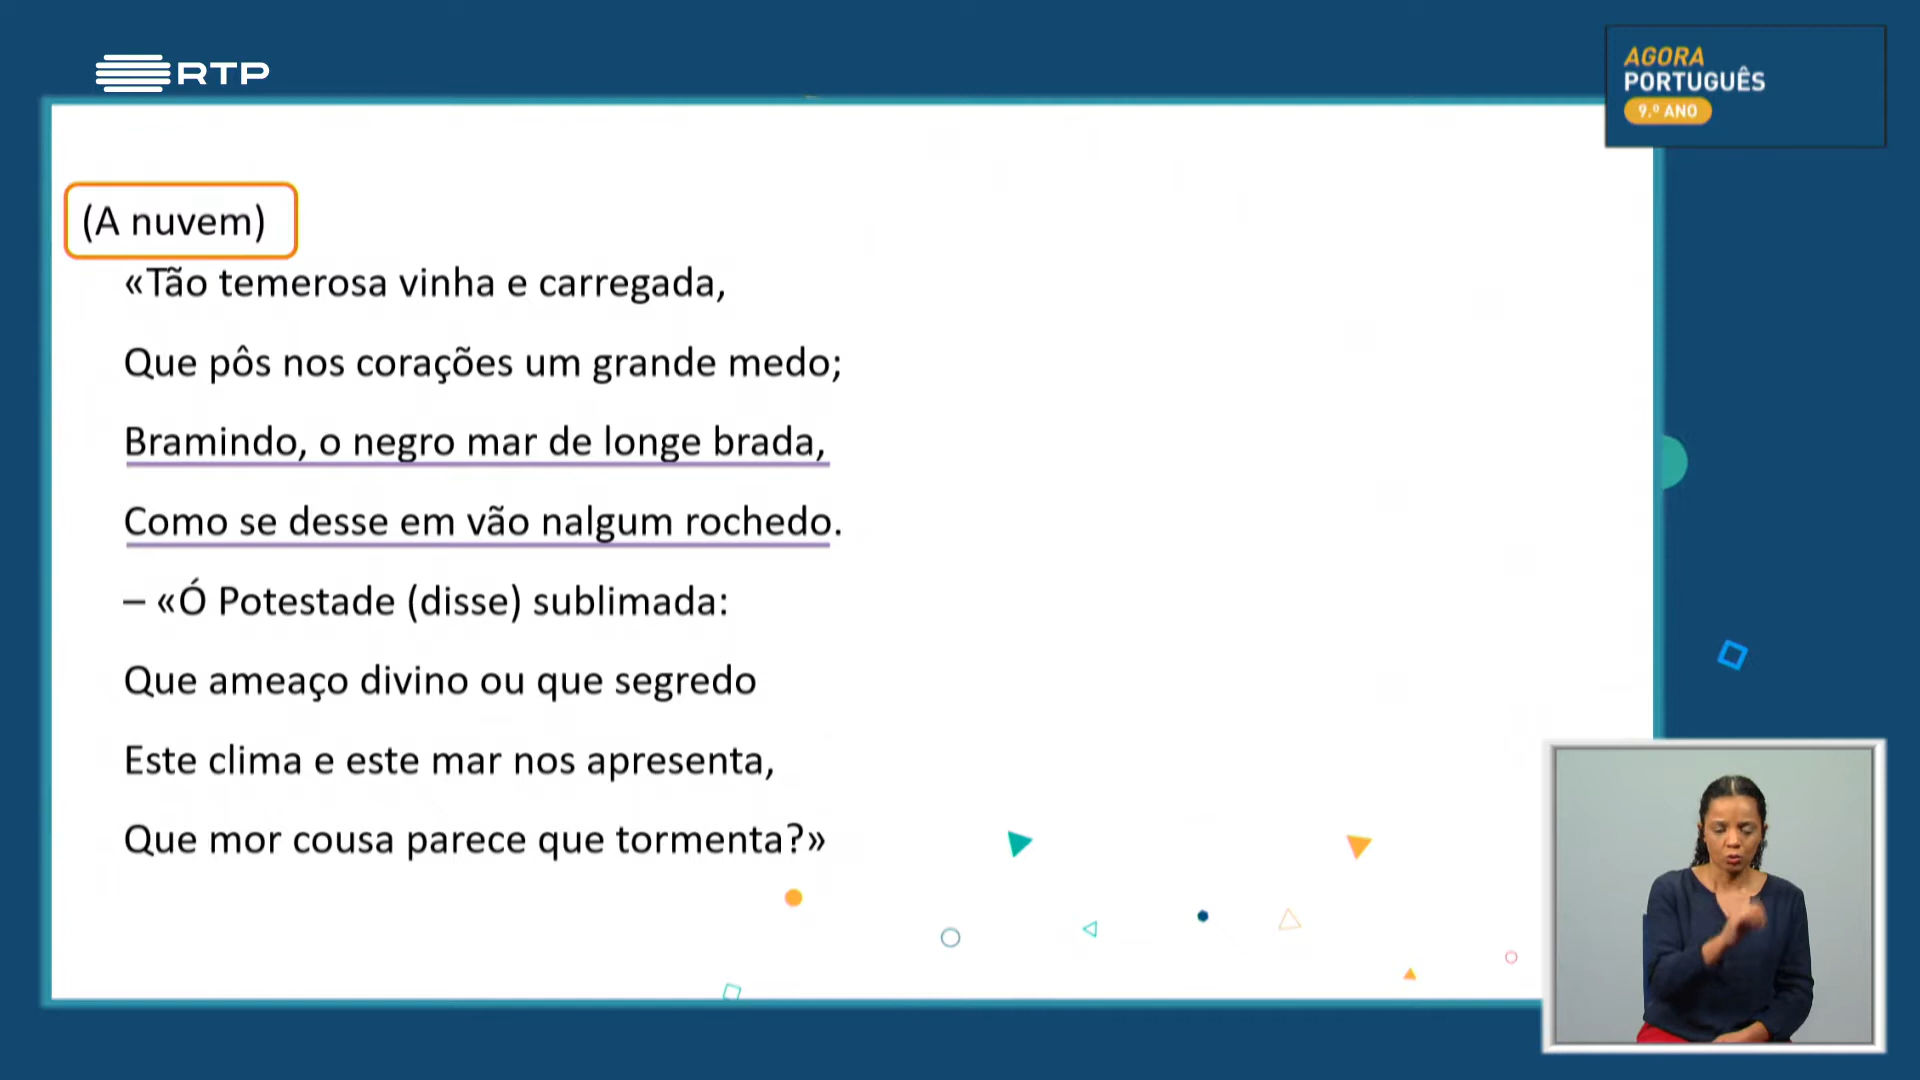 RTP
AGORA
PORTUGUÊS
9.º ANO
(A nuvem)
«Tão temerosa vinha e carregada,
Que pôs nos corações um grande medo;
Bramindo, o negro mar de longe brada,
Como se desse em vão nalgum rochedo.
– «Ó Potestade (disse) sublimada:
Que ameaço divino ou que segredo
Este clima e este mar nos apresenta,
Que mor cousa parece que tormenta?»